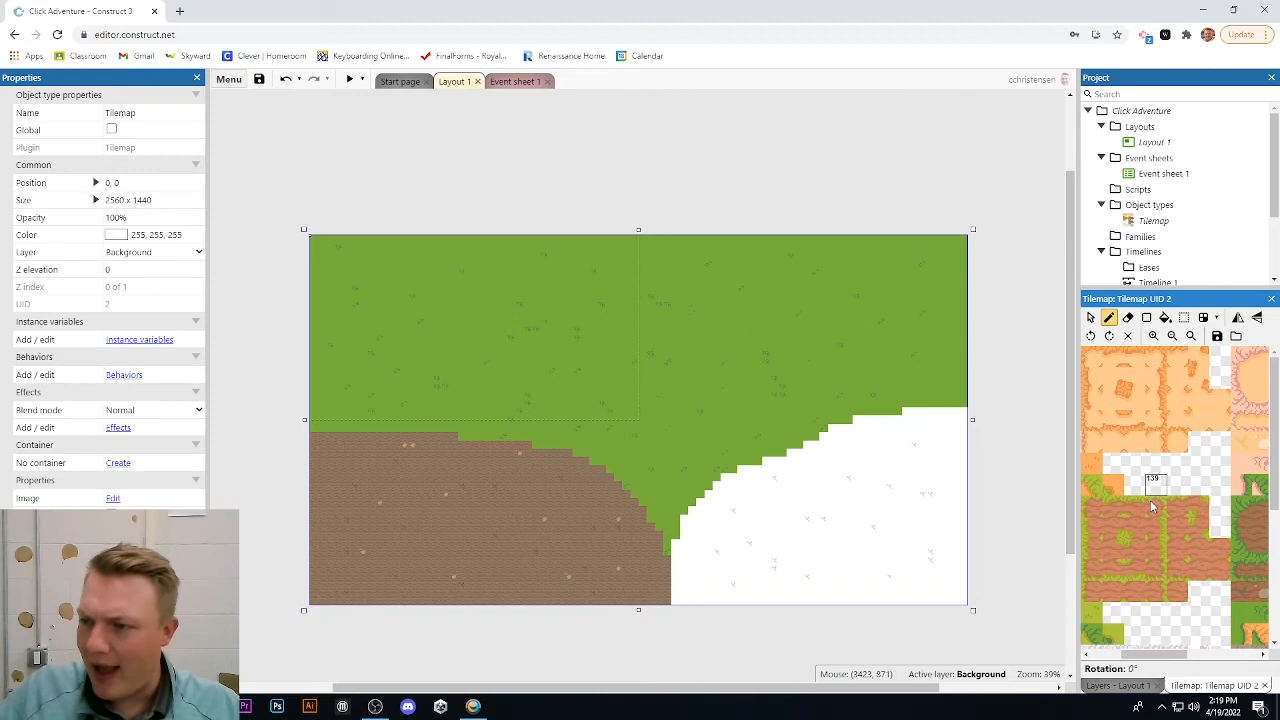 Click Adventure - Construct 3
editor.construct.net
Update
Apps
Classroom
Gmail
Skyward
Clever | Homeroom
Keyboarding Online...
FinalForms - Royal...
Renaissance Home
Calendar
Properties
Menu
Start page
Layout 1
Event sheet 1
cchristensen
Project
Object type properties
Name Tilemap
Global
Plugin Tilemap
Common
Position 0, 0
Size 2560 x 1440
Opacity 100%
Color 255, 255, 255
Layer Background
Z elevation 0
Z index 0 of 1
UID 2
Instance variables
Add / edit Instance variables
Behaviors
Add / edit Behaviors
Effects
Blend mode Normal
Add / edit Effects
Container
No container Create
Properties
Image Edit
Search
Click Adventure
Layouts
Layout 1
Event sheets
Event sheet 1
Scripts
Object types
Tilemap
Families
Timelines
Eases
Timeline 1
Tilemap: Tilemap UID 2
139
Rotation: 0°
Mouse: (3423, 871) Active layer: Background Zoom: 39%
Layers - Layout 1
Tilemap: Tilemap UID 2
Pr
Ps
Ai
2:19 PM
4/19/2022